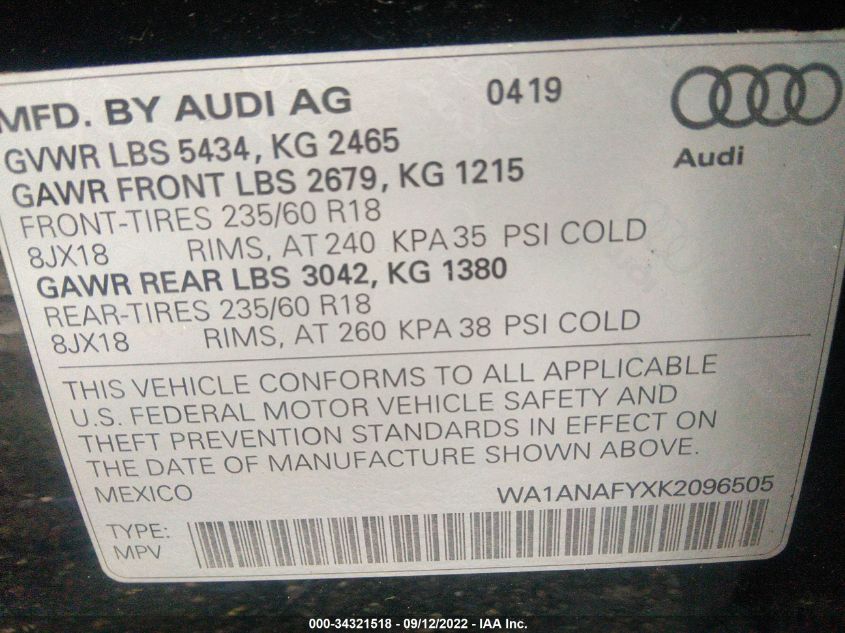 MFD. BY AUDI AG 0419
GVWR LBS 5434, KG 2465
Audi
GAWR FRONT LBS 2679, KG 1215
FRONT-TIRES 235/60 R18
8JX18 RIMS, AT 240 KPA 35 PSI COLD
GAWR REAR LBS 3042, KG 1380
REAR-TIRES 235/60 R18
8JX18 RIMS, AT 260 KPA 38 PSI COLD
THIS VEHICLE CONFORMS TO ALL APPLICABLE
U.S. FEDERAL MOTOR VEHICLE SAFETY AND
THEFT PREVENTION STANDARDS IN EFFECT ON
THE DATE OF MANUFACTURE SHOWN ABOVE.
MEXICO WA1ANAFYXK2096505
TYPE:
MPV
000-34321518 - 09/12/2022 - IAA Inc.